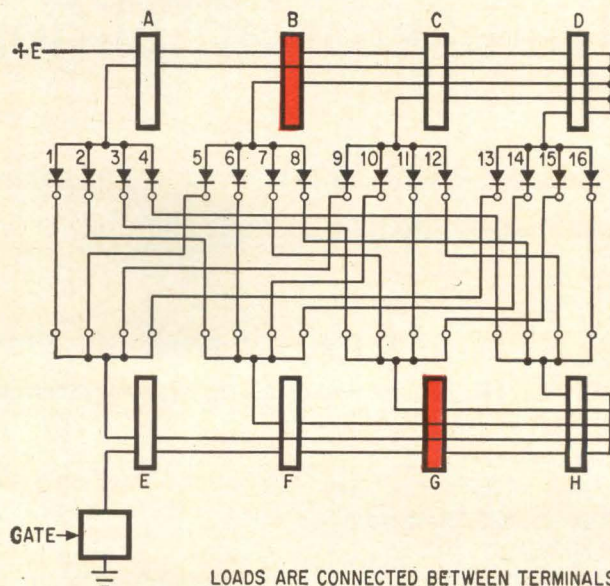 A B C D
+E
1 2 3 4 5 6 7 8 9 10 11 12 13 14 15 16
E F G H
GATE
LOADS ARE CONNECTED BETWEEN TERMINALS